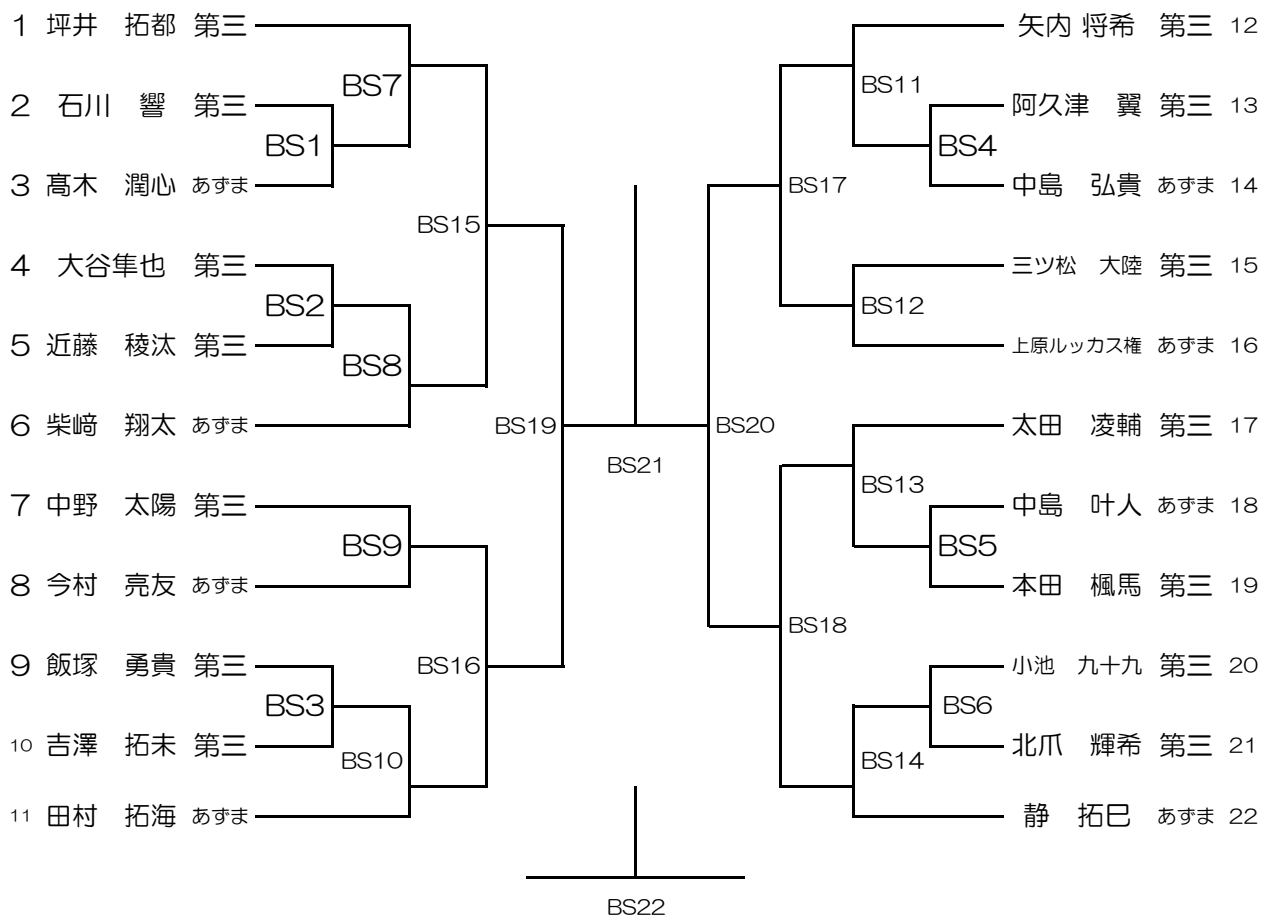 1 坪井 拓都 第三
BS7
2 石川 響 第三
BS1
3 髙木 潤心 あずま
BS15
4 大谷隼也 第三
BS2
5 近藤 稜汰 第三
BS8
6 柴﨑 翔太 あずま
BS19
7 中野 太陽 第三
BS9
8 今村 亮友 あずま
9 飯塚 勇貴 第三
BS16
BS3
10 吉澤 拓未 第三
BS10
11 田村 拓海 あずま
BS21
BS22
矢内 将希 第三 12
BS11
阿久津 翼 第三 13
BS4
中島 弘貴 あずま 14
BS17
三ツ松 大陸 第三 15
BS12
上原ルッカス権 あずま 16
太田 凌輔 第三 17
BS20
BS13
中島 叶人 あずま 18
BS5
本田 楓馬 第三 19
BS18
小池 九十九 第三 20
BS6
北爪 輝希 第三 21
BS14
静 拓巳 あずま 22